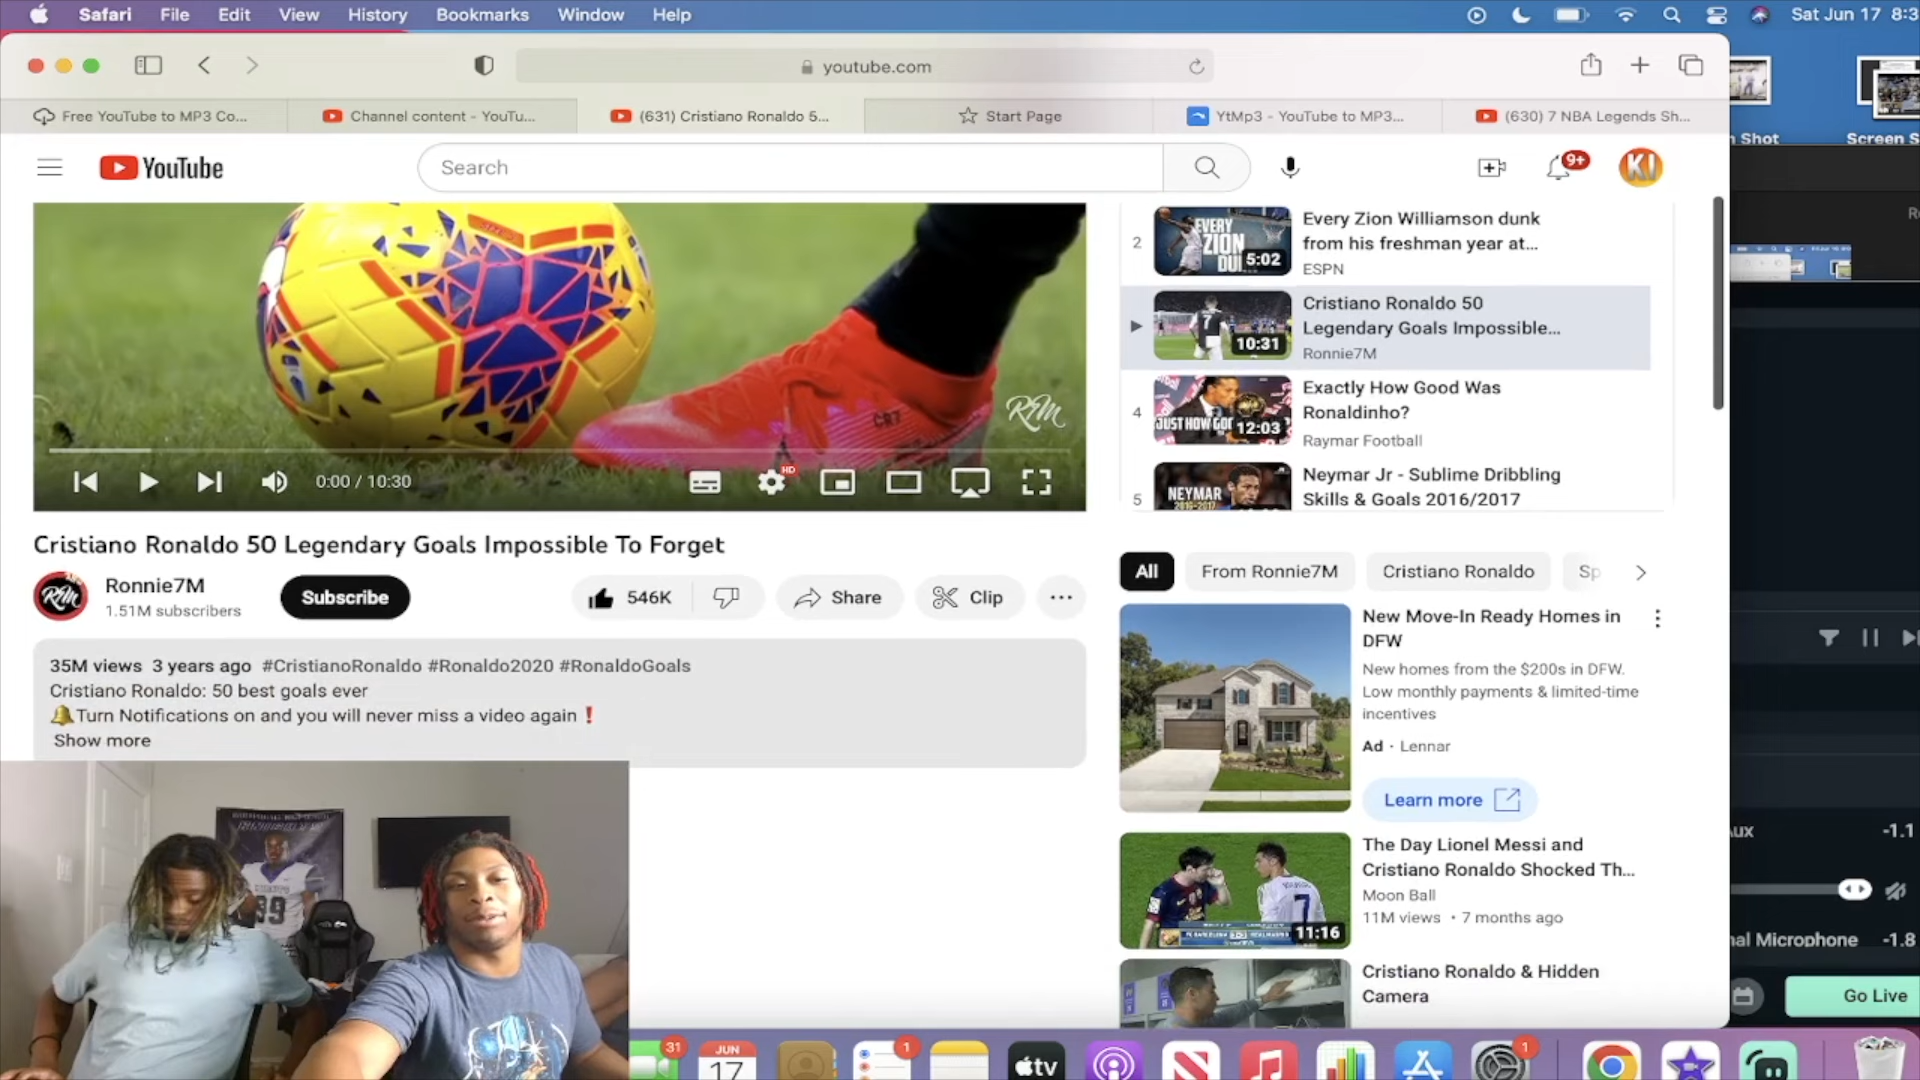 Safari File Edit View History Bookmarks Window Help
Sat Jun 17 8:3
youtube.com
Free YouTube to MP3 Co...
Channel content - YouTu...
(631) Cristiano Ronaldo 5...
Start Page
YtMp3 - YouTube to MP3...
(630) 7 NBA Legends Sh...
n Shot
Screen S
YouTube
Search
9+
KI
CR7
0:00 / 10:30
HD
2
EVERY
ZION
5:02
Every Zion Williamson dunk
from his freshman year at...
ESPN
7
10:31
Cristiano Ronaldo 50
Legendary Goals Impossible...
Ronnie7M
4
JUST HOW GOO
12:03
Exactly How Good Was
Ronaldinho?
Raymar Football
5
NEYMAR
2016-2017
Neymar Jr - Sublime Dribbling
Skills & Goals 2016/2017
Cristiano Ronaldo 50 Legendary Goals Impossible To Forget
Ronnie7M
1.51M subscribers
Subscribe
546K
Share
Clip
35M views 3 years ago #CristianoRonaldo #Ronaldo2020 #RonaldoGoals
Cristiano Ronaldo: 50 best goals ever
🔔Turn Notifications on and you will never miss a video again❗
Show more
All
From Ronnie7M
Cristiano Ronaldo
Sp
New Move-In Ready Homes in
DFW
New homes from the $200s in DFW.
Low monthly payments & limited-time
incentives
Ad · Lennar
Learn more
7
11:16
The Day Lionel Messi and
Cristiano Ronaldo Shocked Th...
Moon Ball
11M views • 7 months ago
Cristiano Ronaldo & Hidden
Camera
-1.1
nal Microphone -1.8
Go Live
31
JUN
17
1
tv
1